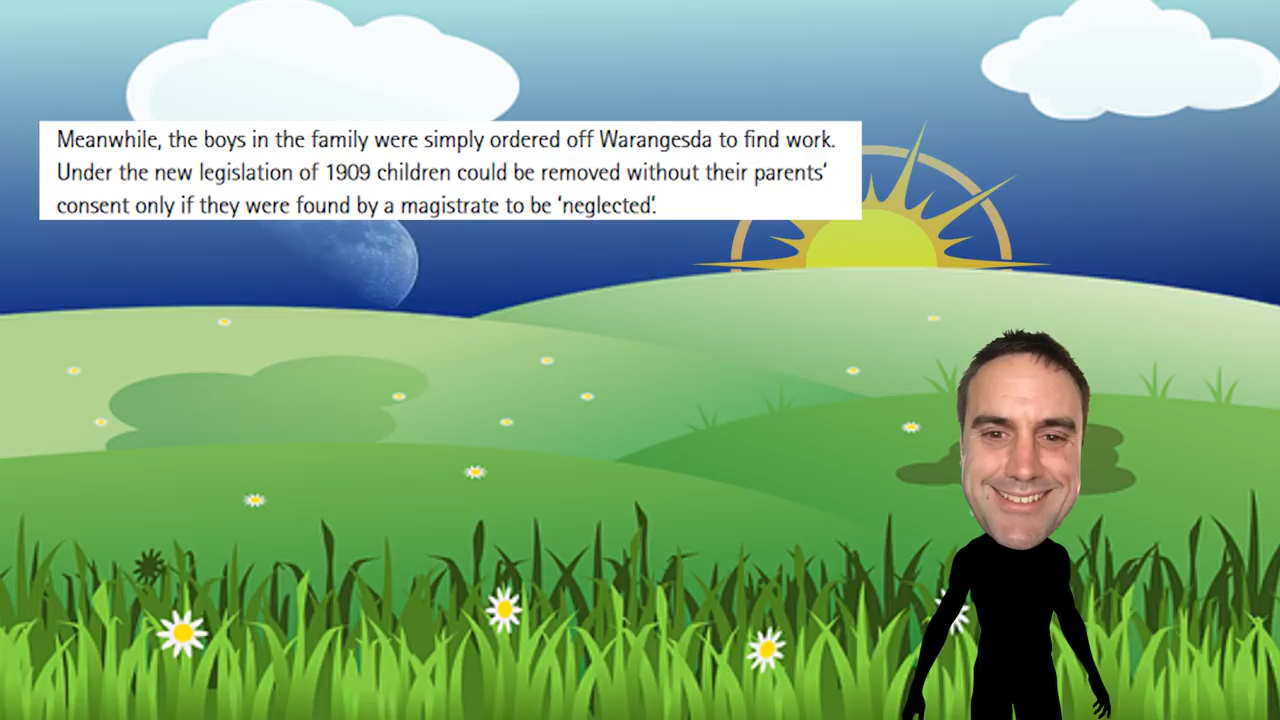 Meanwhile, the boys in the family were simply ordered off Warangesda to find work.
Under the new legislation of 1909 children could be removed without their parents’
consent only if they were found by a magistrate to be ‘neglected’.